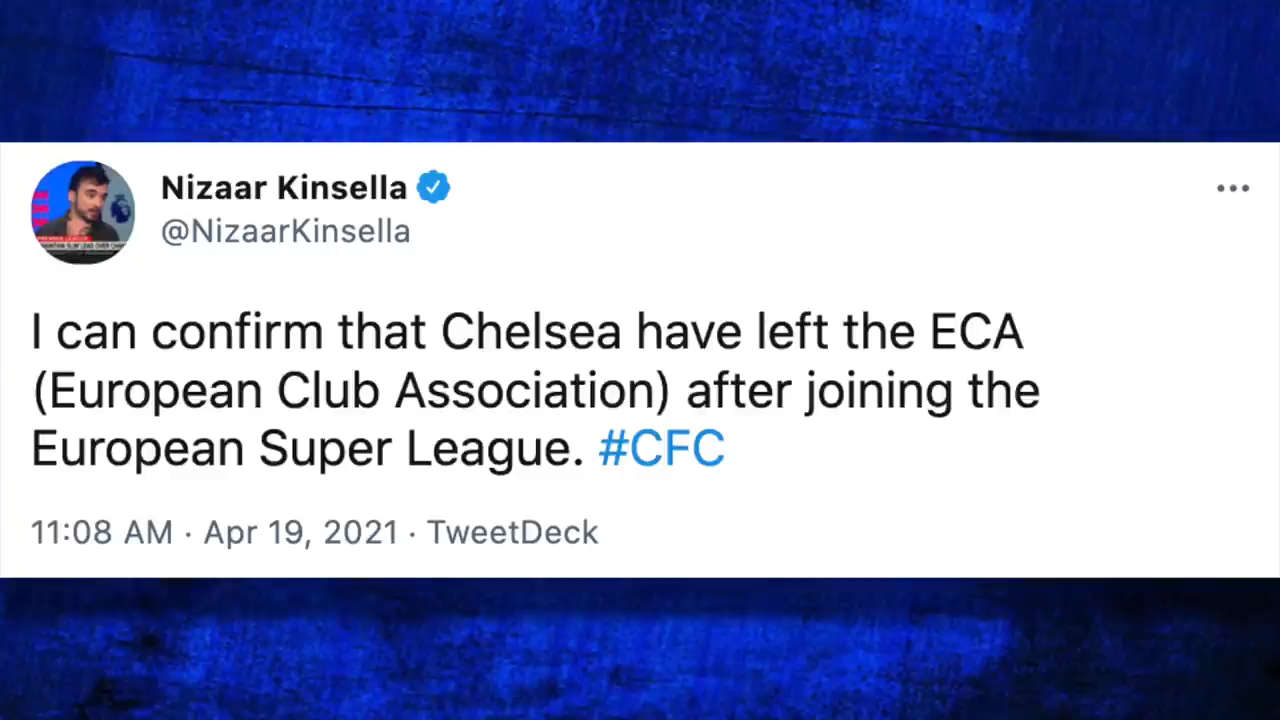 Nizaar Kinsella
@NizaarKinsella
I can confirm that Chelsea have left the ECA
(European Club Association) after joining the
European Super League. #CFC
11:08 AM · Apr 19, 2021 · TweetDeck